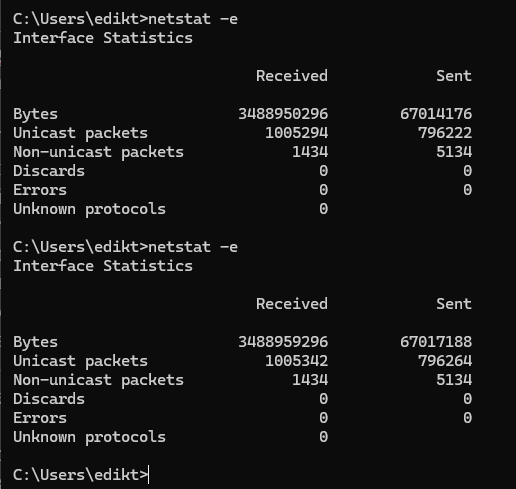 C:\Users\edikt>netstat -e
Interface Statistics
Received Sent
Bytes 3488950296 67014176
Unicast packets 1005294 796222
Non-unicast packets 1434 5134
Discards 0 0
Errors 0 0
Unknown protocols 0
C:\Users\edikt>netstat -e
Interface Statistics
Received Sent
Bytes 3488959296 67017188
Unicast packets 1005342 796264
Non-unicast packets 1434 5134
Discards 0 0
Errors 0 0
Unknown protocols 0
C:\Users\edikt>